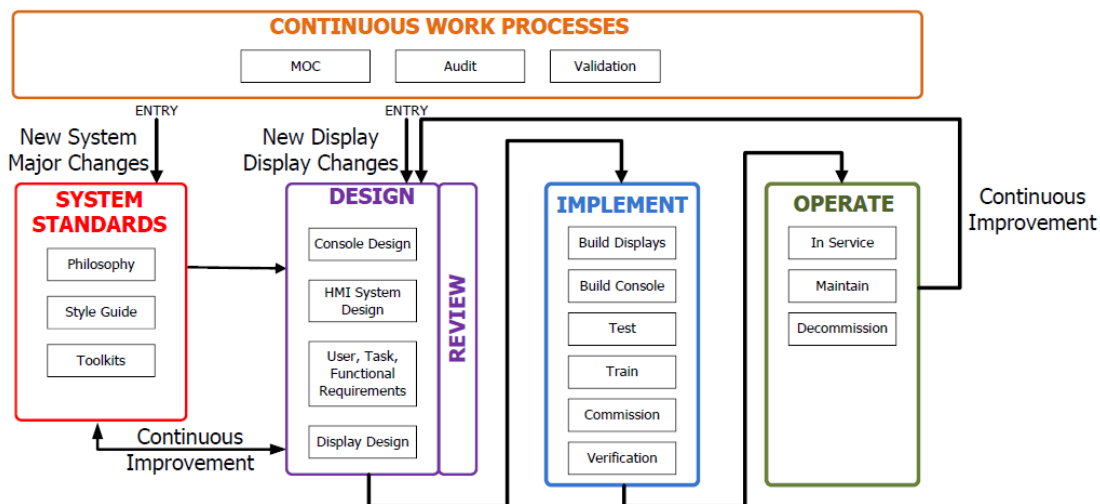 CONTINUOUS WORK PROCESSES
MOC
Audit
Validation
ENTRY
ENTRY
New System
Major Changes
New Display
Display Changes
SYSTEM
STANDARDS
Philosophy
Style Guide
Toolkits
Continuous
Improvement
DESIGN
Console Design
HMI System
Design
User, Task,
Functional
Requirements
Display Design
REVIEW
IMPLEMENT
Build Displays
Build Console
Test
Train
Commission
Verification
OPERATE
In Service
Maintain
Decommission
Continuous
Improvement